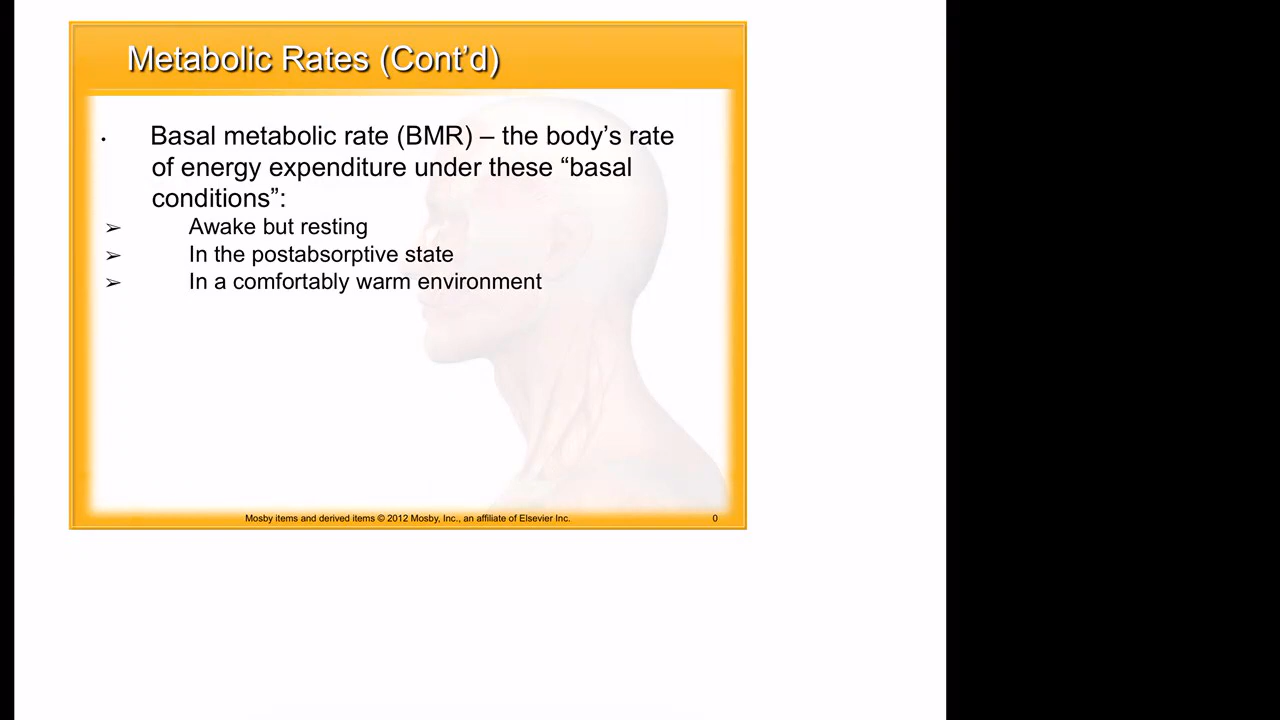 Metabolic Rates (Cont’d)
• Basal metabolic rate (BMR) – the body’s rate
of energy expenditure under these “basal
conditions”:
➢ Awake but resting
➢ In the postabsorptive state
➢ In a comfortably warm environment
Mosby items and derived items © 2012 Mosby, Inc., an affiliate of Elsevier Inc. 0